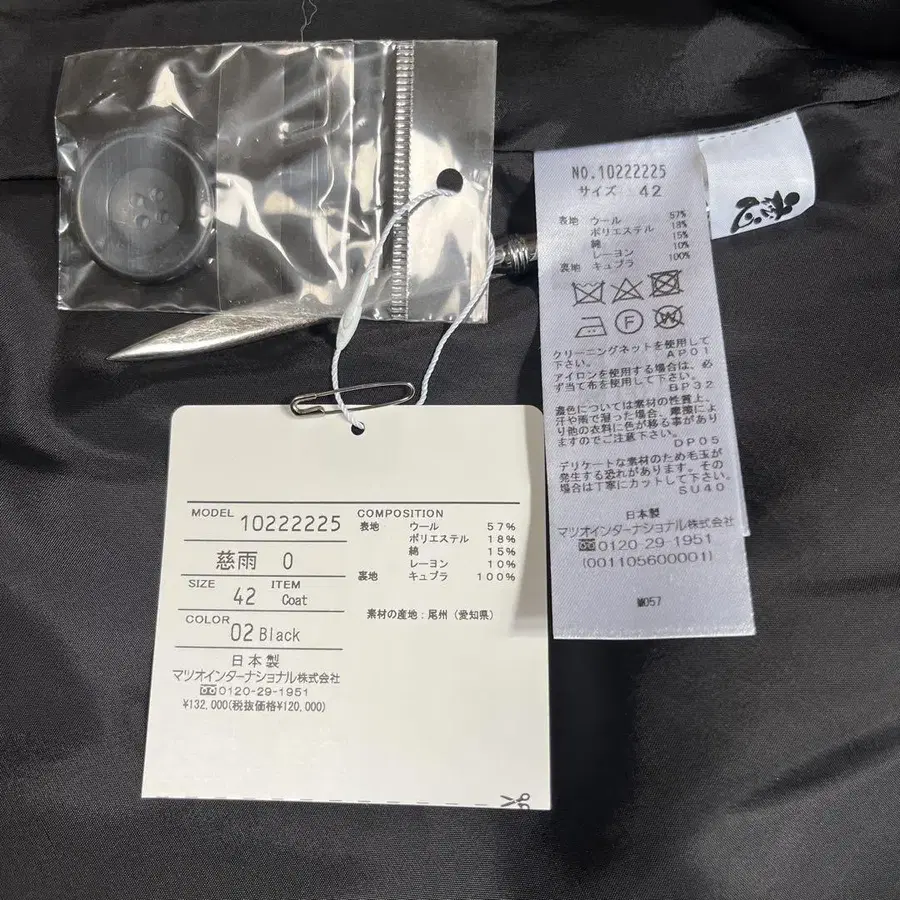 MODEL 10222225
慈雨 0
SIZE 42 ITEM Coat
COLOR 02 Black
日本製
マツオインターナショナル株式会社
0120-29-1951
¥132,000(税抜価格¥120,000)
COMPOSITION
表地 ウール 57%
ポリエステル 18%
綿 15%
レーヨン 10%
裏地 キュプラ 100%
素材の産地:尾州(愛知県)
NO.10222225
サイズ 42
表地 ウール 57%
ポリエステル 18%
綿 15%
レーヨン 10%
裏地 キュプラ 100%
クリーニングネットを使用して
下さい。 AP01
アイロンを使用する場合は、必
ず当て布を使用して下さい。
BP32
濃色については素材の性質上、
汗や雨で湿った場合、摩擦によ
り他の衣料に色が移る事があり
ますのでご注意下さい。
DP05
デリケートな素材のため毛玉が
発生する恐れがあります。その
場合は丁寧にカットして下さい。
SU40
日本製
マツオインターナショナル株式会社
0120-29-1951
(001105600001)